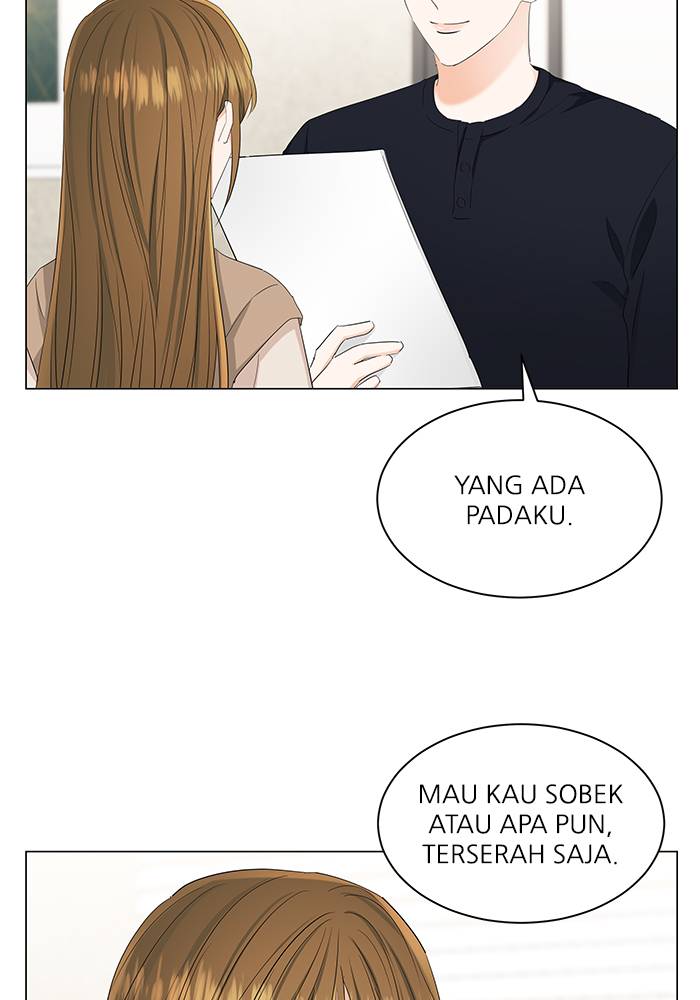 YANG ADA
PADAKU.
MAU KAU SOBEK
ATAU APA PUN,
TERSERAH SAJA.